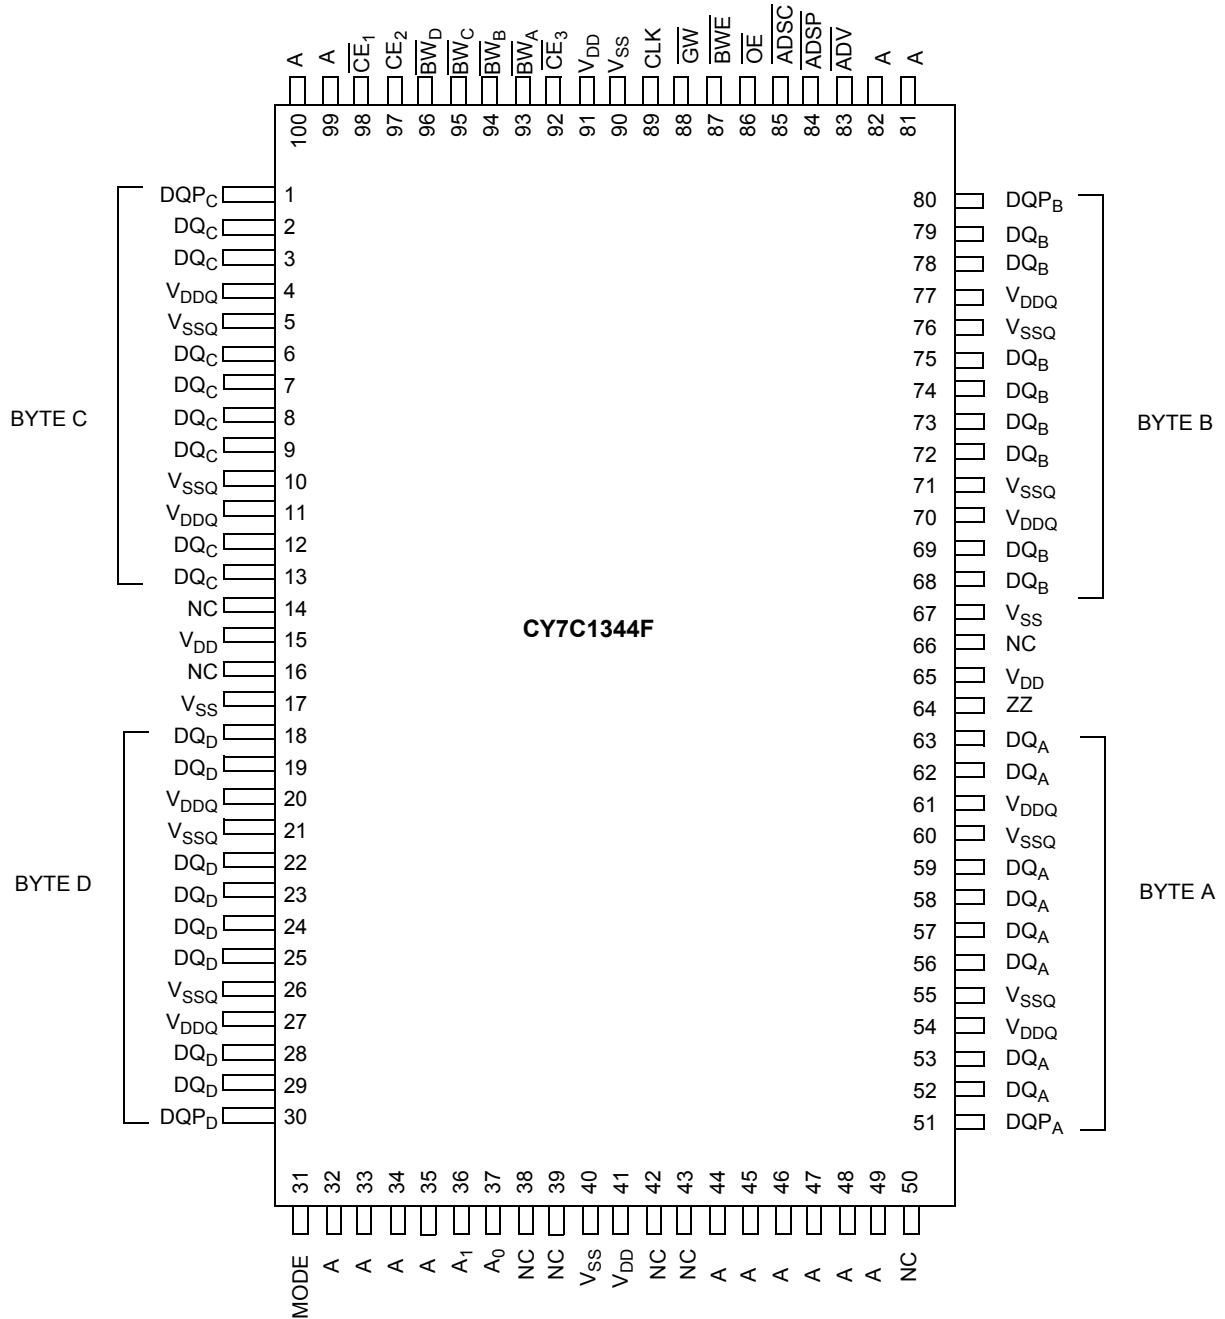 A A CE1 CE2 BWD BWC BWB BWA CE3 VDD VSS CLK GW BWE OE ADSC ADSP ADV A A
100 99 98 97 96 95 94 93 92 91 90 89 88 87 86 85 84 83 82 81
DQPC 1
DQC 2
DQC 3
VDDQ 4
VSSQ 5
DQC 6
DQC 7
DQC 8
DQC 9
VSSQ 10
VDDQ 11
DQC 12
DQC 13
NC 14
VDD 15
NC 16
VSS 17
DQD 18
DQD 19
VDDQ 20
VSSQ 21
DQD 22
DQD 23
DQD 24
DQD 25
VSSQ 26
VDDQ 27
DQD 28
DQD 29
DQPD 30
BYTE C
BYTE D
CY7C1344F
80 DQPB
79 DQB
78 DQB
77 VDDQ
76 VSSQ
75 DQB
74 DQB
73 DQB
72 DQB
71 VSSQ
70 VDDQ
69 DQB
68 DQB
67 VSS
66 NC
65 VDD
64 ZZ
63 DQA
62 DQA
61 VDDQ
60 VSSQ
59 DQA
58 DQA
57 DQA
56 DQA
55 VSSQ
54 VDDQ
53 DQA
52 DQA
51 DQPA
BYTE B
BYTE A
31 32 33 34 35 36 37 38 39 40 41 42 43 44 45 46 47 48 49 50
MODE A A A A A1 A0 NC NC VSS VDD NC NC A A A A A A NC